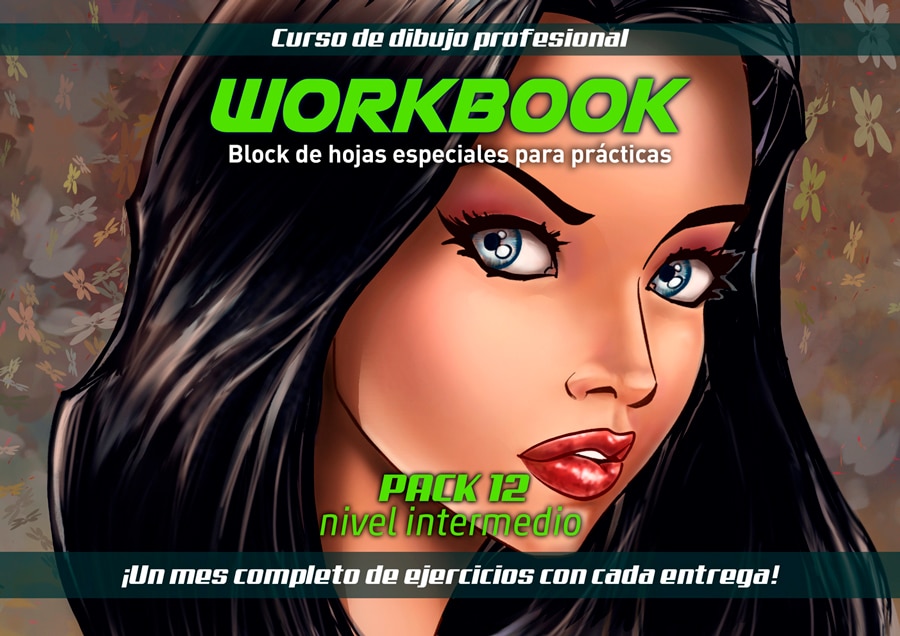 Curso de dibujo profesional
WORKBOOK
Block de hojas especiales para prácticas
PACK 12
nivel intermedio
¡Un mes completo de ejercicios con cada entrega!